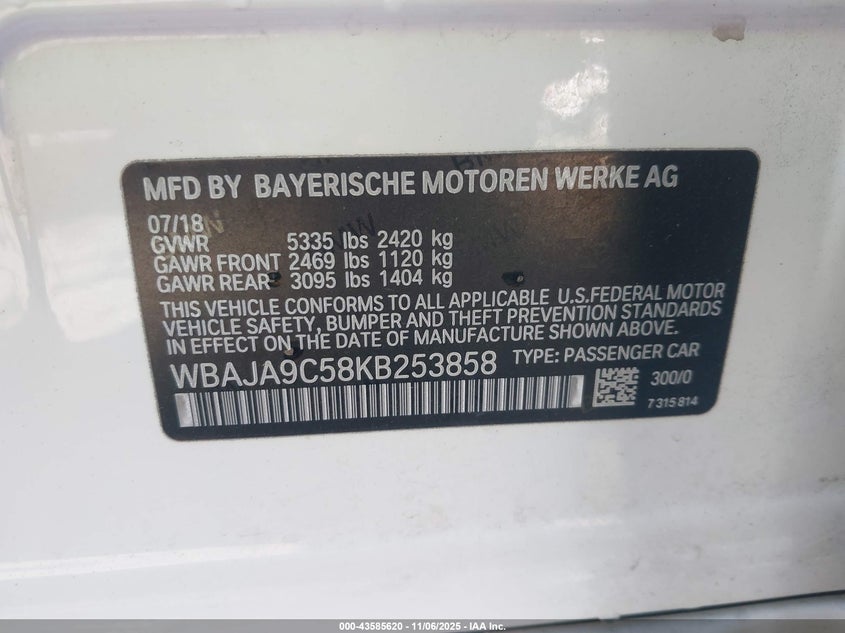 MFD BY BAYERISCHE MOTOREN WERKE AG
07/18
GVWR 5335 lbs 2420 kg
GAWR FRONT 2469 lbs 1120 kg
GAWR REAR 3095 lbs 1404 kg
THIS VEHICLE CONFORMS TO ALL APPLICABLE U.S.FEDERAL MOTOR
VEHICLE SAFETY, BUMPER AND THEFT PREVENTION STANDARDS
IN EFFECT ON THE DATE OF MANUFACTURE SHOWN ABOVE.
WBAJA9C58KB253858 TYPE: PASSENGER CAR
300/0
7315814
000-43585620 - 11/06/2025 - IAA Inc.